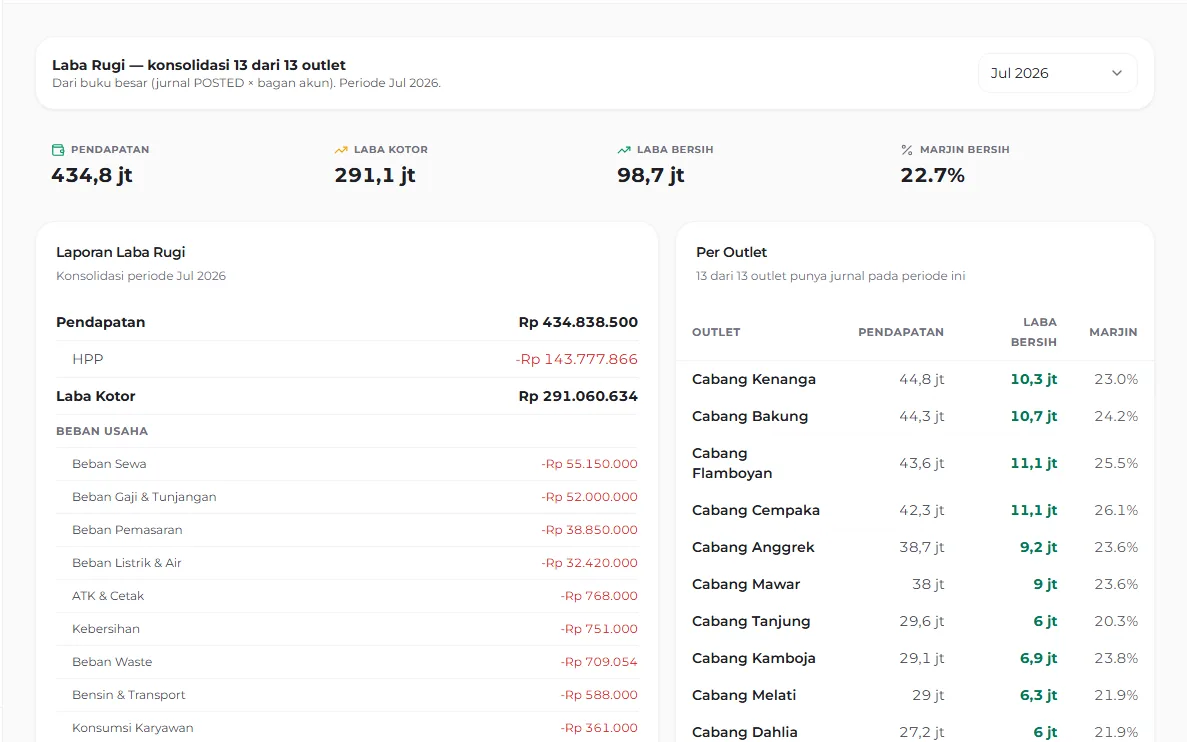 Laba Rugi — konsolidasi 13 dari 13 outlet
Dari buku besar (jurnal POSTED × bagan akun). Periode Jul 2026.
Jul 2026
PENDAPATAN
434,8 jt
LABA KOTOR
291,1 jt
LABA BERSIH
98,7 jt
MARJIN BERSIH
22.7%
Laporan Laba Rugi
Konsolidasi periode Jul 2026
Pendapatan Rp 434.838.500
HPP -Rp 143.777.866
Laba Kotor Rp 291.060.634
BEBAN USAHA
Beban Sewa -Rp 55.150.000
Beban Gaji & Tunjangan -Rp 52.000.000
Beban Pemasaran -Rp 38.850.000
Beban Listrik & Air -Rp 32.420.000
ATK & Cetak -Rp 768.000
Kebersihan -Rp 751.000
Beban Waste -Rp 709.054
Bensin & Transport -Rp 588.000
Konsumsi Karyawan -Rp 361.000
Per Outlet
13 dari 13 outlet punya jurnal pada periode ini
OUTLET PENDAPATAN LABA BERSIH MARJIN
Cabang Kenanga 44,8 jt 10,3 jt 23.0%
Cabang Bakung 44,3 jt 10,7 jt 24.2%
Cabang
Flamboyan 43,6 jt 11,1 jt 25.5%
Cabang Cempaka 42,3 jt 11,1 jt 26.1%
Cabang Anggrek 38,7 jt 9,2 jt 23.6%
Cabang Mawar 38 jt 9 jt 23.6%
Cabang Tanjung 29,6 jt 6 jt 20.3%
Cabang Kamboja 29,1 jt 6,9 jt 23.8%
Cabang Melati 29 jt 6,3 jt 21.9%
Cabang Dahlia 27,2 jt 6 jt 21.9%